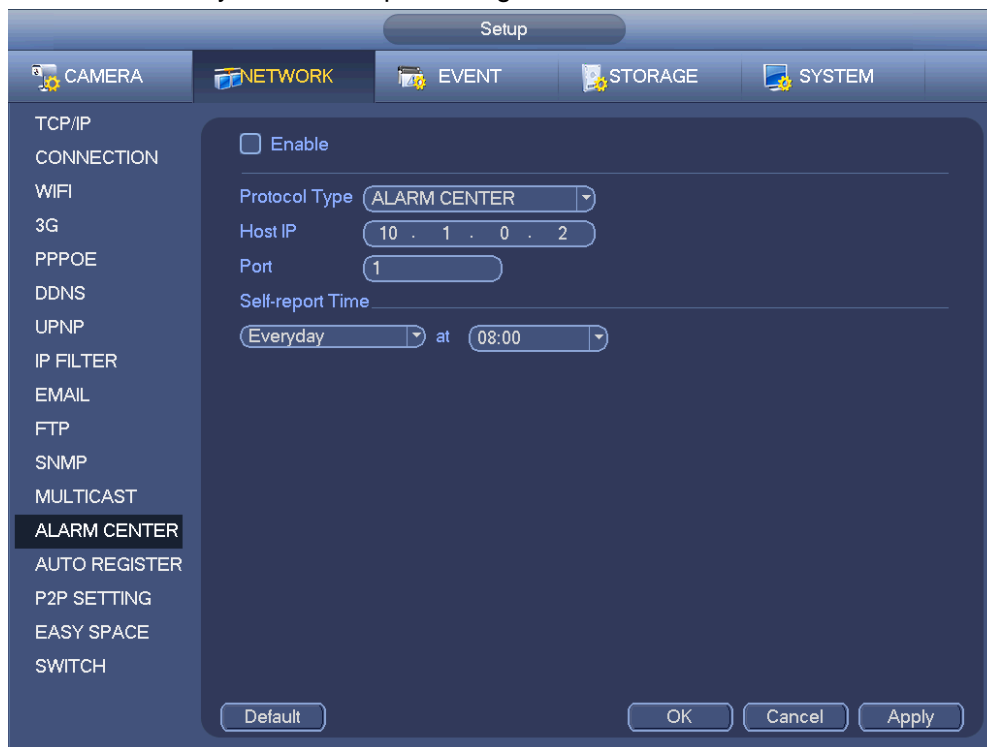 Setup
CAMERA NETWORK EVENT STORAGE SYSTEM
TCP/IP
CONNECTION
WIFI
3G
PPPOE
DDNS
UPNP
IP FILTER
EMAIL
FTP
SNMP
MULTICAST
ALARM CENTER
AUTO REGISTER
P2P SETTING
EASY SPACE
SWITCH
Enable
Protocol Type ALARM CENTER
Host IP 10 . 1 . 0 . 2
Port 1
Self-report Time
Everyday at 08:00
Default OK Cancel Apply